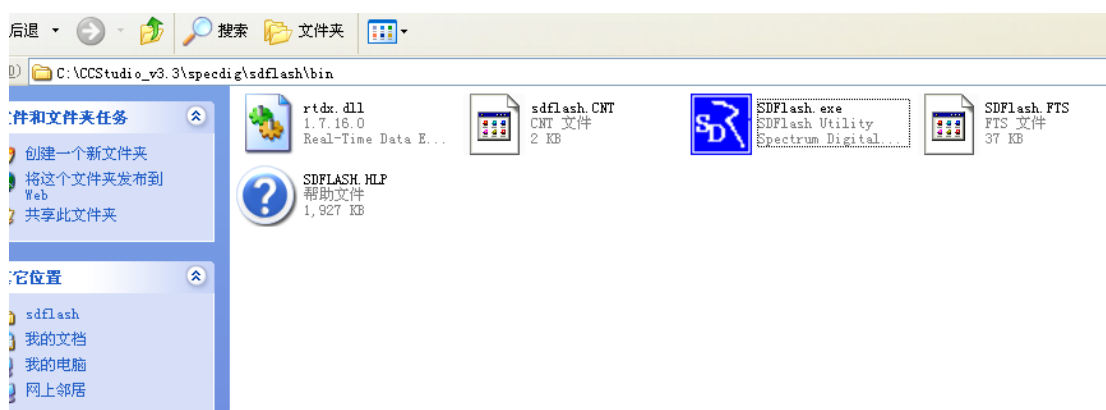 后退
搜索
文件夹
C:\CCStudio_v3.3\specdig\sdflash\bin
件和文件夹任务
创建一个新文件夹
将这个文件夹发布到
Web
共享此文件夹
它位置
sdflash
我的文档
我的电脑
网上邻居
rtdx.dll
1.7.16.0
Real-Time Data E...
sdflash.CNT
CNT 文件
2 KB
SDFlash.exe
SDFlash Utility
Spectrum Digital...
SDFlash.FTS
FTS 文件
37 KB
SDFLASH.HLP
帮助文件
1,927 KB